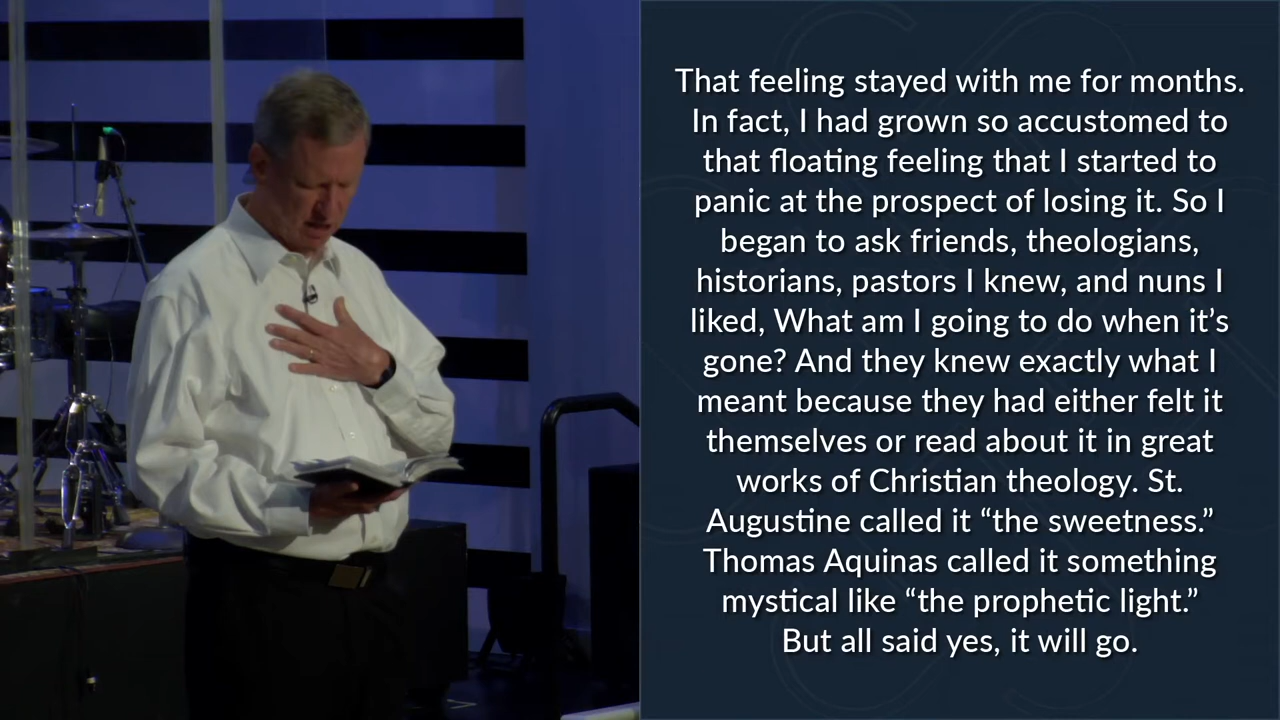 That feeling stayed with me for months.
In fact, I had grown so accustomed to
that floating feeling that I started to
panic at the prospect of losing it. So I
began to ask friends, theologians,
historians, pastors I knew, and nuns I
liked, What am I going to do when it’s
gone? And they knew exactly what I
meant because they had either felt it
themselves or read about it in great
works of Christian theology. St.
Augustine called it “the sweetness.”
Thomas Aquinas called it something
mystical like “the prophetic light.”
But all said yes, it will go.